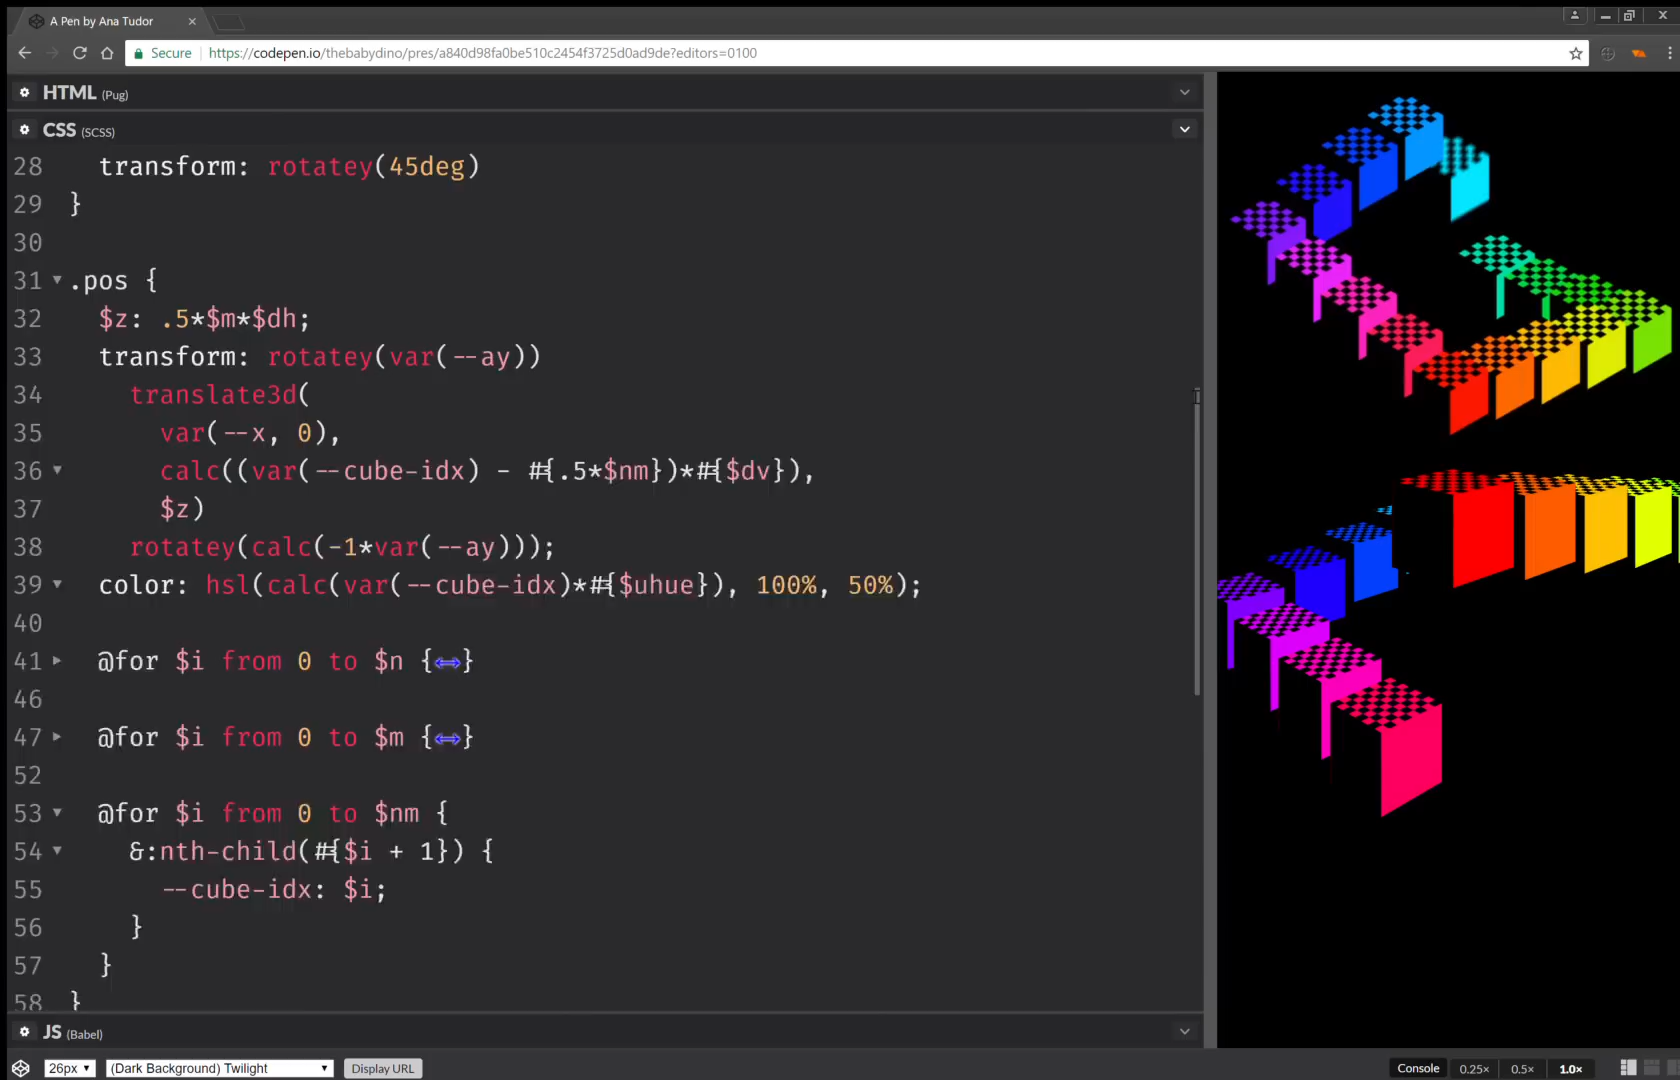 A Pen by Ana Tudor
Secure https://codepen.io/thebabydino/pres/a840d98fa0be510c2454f3725d0ad9de?editors=0100
HTML (Pug)
CSS (SCSS)
28 transform: rotatey(45deg)
29 }
30
31 .pos {
32 $z: .5*$m*$dh;
33 transform: rotatey(var(--ay))
34 translate3d(
35 var(--x, 0),
36 calc((var(--cube-idx) - #{.5*$nm})*#{$dv}),
37 $z)
38 rotatey(calc(-1*var(--ay)));
39 color: hsl(calc(var(--cube-idx)*#{$uhue}), 100%, 50%);
40
41 @for $i from 0 to $n {↔}
46
47 @for $i from 0 to $m {↔}
52
53 @for $i from 0 to $nm {
54 &:nth-child(#{$i + 1}) {
55 --cube-idx: $i;
56 }
57 }
58 }
JS (Babel)
26px (Dark Background) Twilight Display URL Console 0.25× 0.5× 1.0×